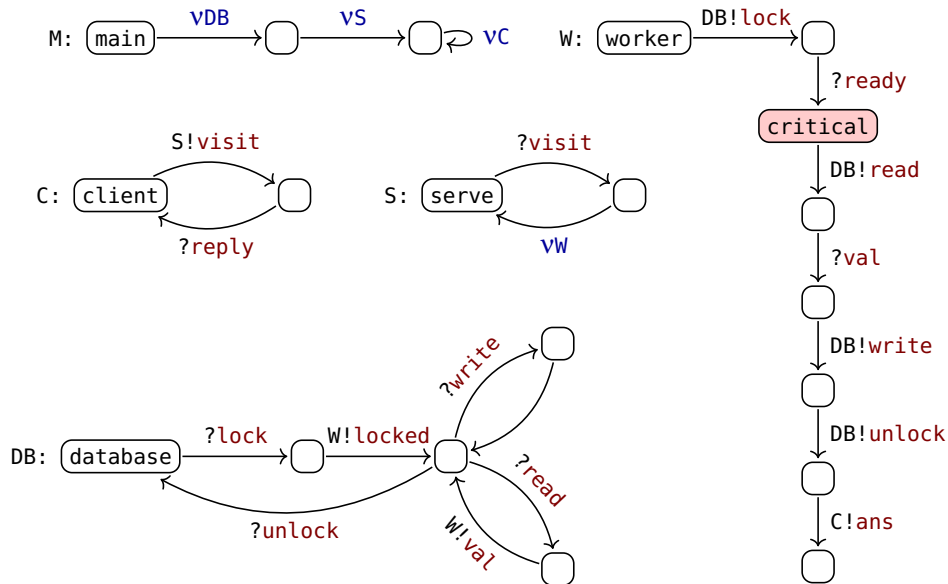 M: main
νDB
νS
νC
W: worker
DB!lock
?ready
critical
DB!read
?val
DB!write
DB!unlock
C!ans
C: client
S!visit
?reply
S: serve
?visit
νW
DB: database
?lock
W!locked
?write
?read
W!val
?unlock